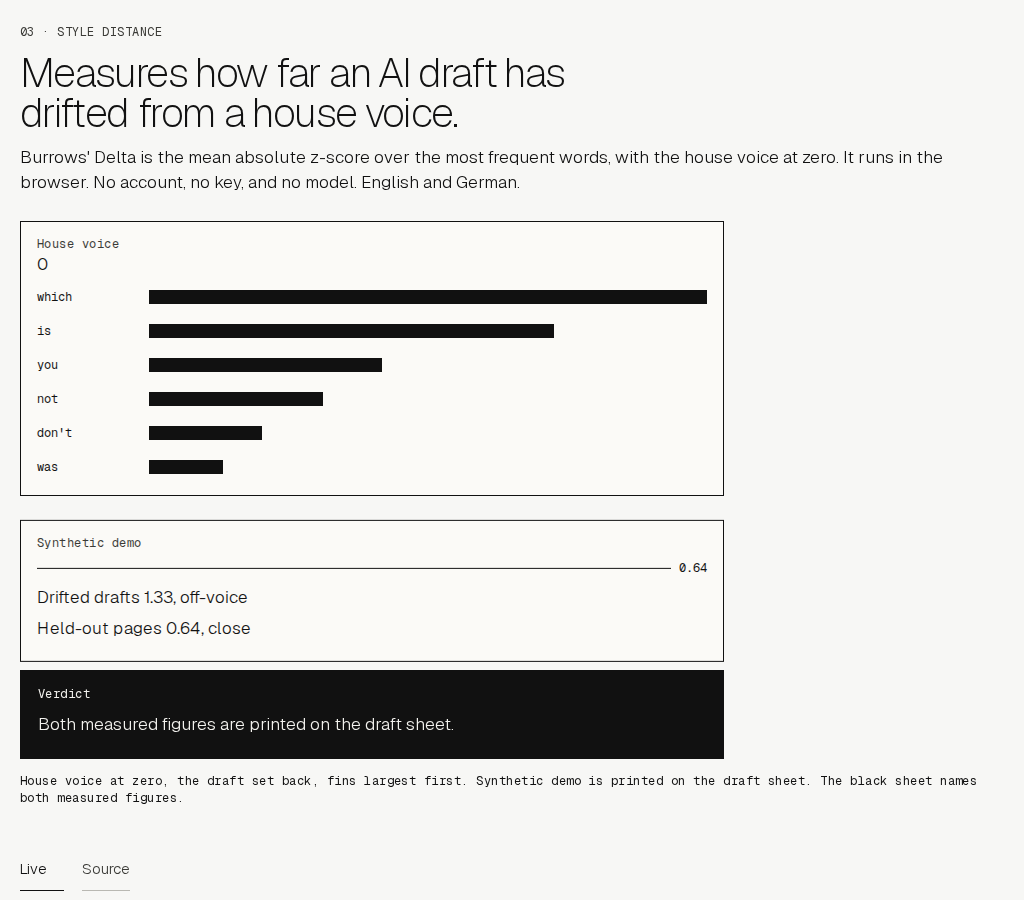 03 · STYLE DISTANCE
Measures how far an AI draft has
drifted from a house voice.
Burrows' Delta is the mean absolute z-score over the most frequent words, with the house voice at zero. It runs in the
browser. No account, no key, and no model. English and German.
House voice
0
which
is
you
not
don't
was
Synthetic demo
0.64
Drifted drafts 1.33, off-voice
Held-out pages 0.64, close
Verdict
Both measured figures are printed on the draft sheet.
House voice at zero, the draft set back, fins largest first. Synthetic demo is printed on the draft sheet. The black sheet names
both measured figures.
Live Source